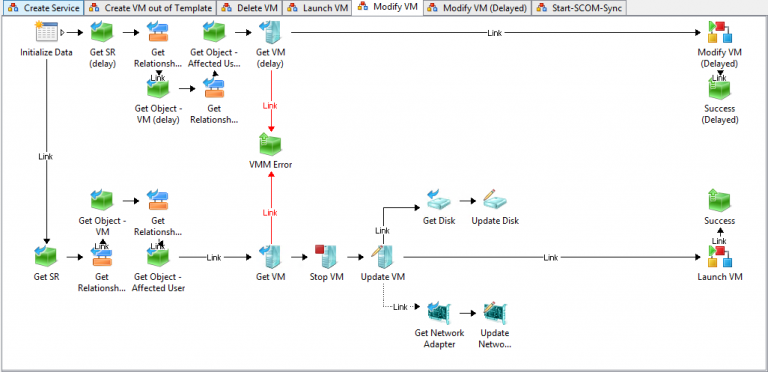 Create Service
Create VM out of Template
Delete VM
Launch VM
Modify VM
Modify VM (Delayed)
Start-SCOM-Sync
Initialize Data
Get SR
(delay)
Get
Relationsh...
Get Object -
Affected Us...
Get VM
(delay)
Link
Modify VM
(Delayed)
Link
Link
Get Object -
VM (delay)
Get
Relationsh...
Link
Success
(Delayed)
Link
VMM Error
Link
Get Object -
VM
Get
Relationsh...
Link
Link
Get Disk
Update Disk
Success
Link
Link
Link
Get SR
Get
Relationsh...
Get Object -
Affected User
Link
Get VM
Stop VM
Update VM
Link
Launch VM
Link
Get Network
Adapter
Update
Netwo...